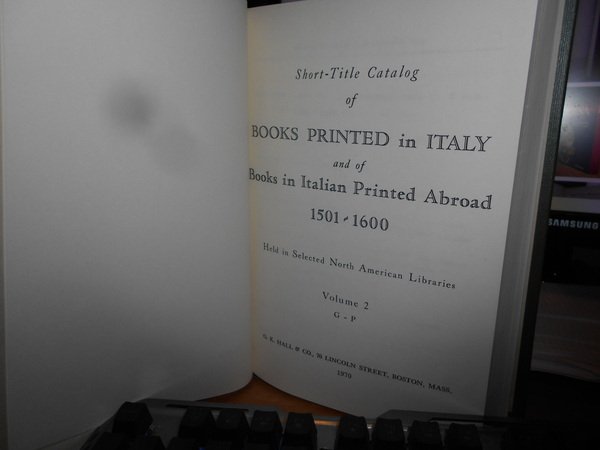 Short-Title Catalog
of
BOOKS PRINTED in ITALY
and of
Books in Italian Printed Abroad
1501-1600
Held in Selected North American Libraries
Volume 2
G - P
G. K. HALL & CO., 70 LINCOLN STREET, BOSTON, MASS.
1970
SAMSUNG